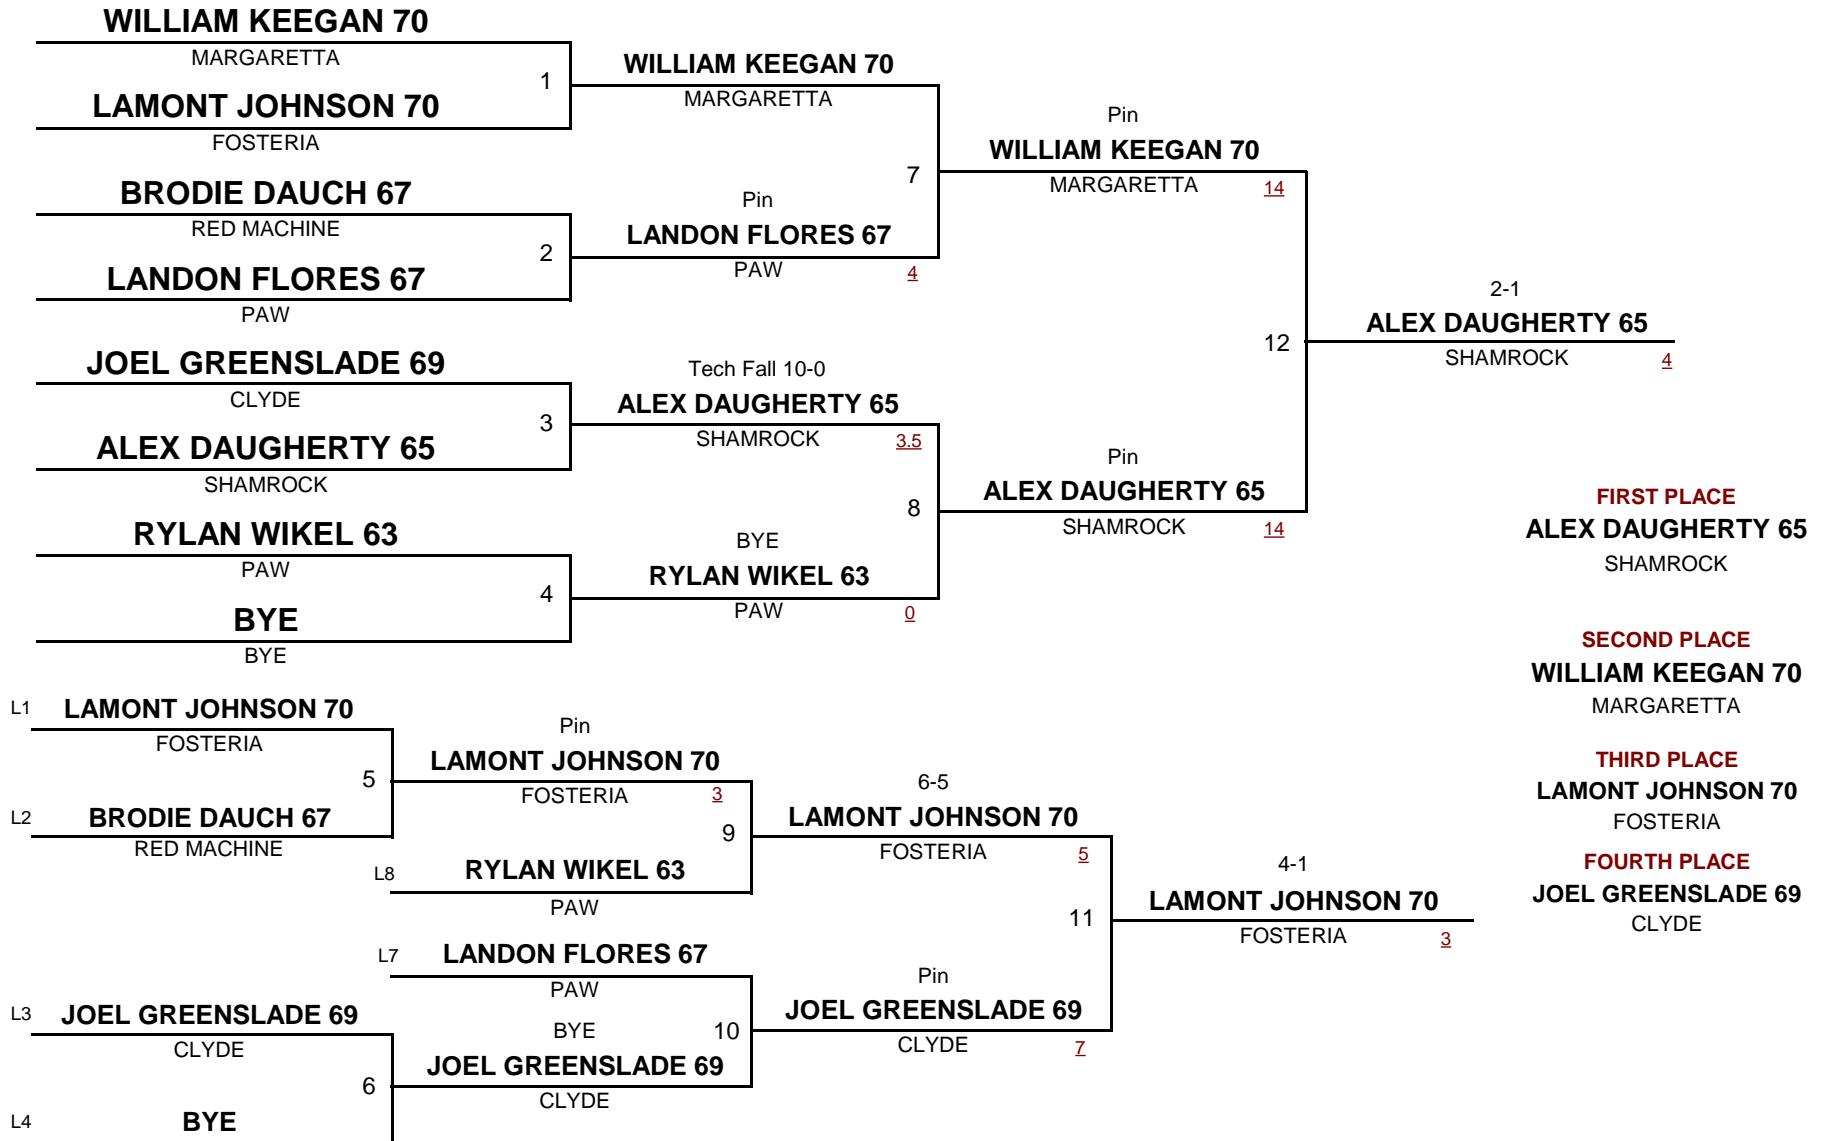 WILLIAM KEEGAN 70
MARGARETTA
1
LAMONT JOHNSON 70
FOSTERIA
BRODIE DAUCH 67
RED MACHINE
2
LANDON FLORES 67
PAW
JOEL GREENSLADE 69
CLYDE
3
ALEX DAUGHERTY 65
SHAMROCK
RYLAN WIKEL 63
PAW
4
BYE
BYE
WILLIAM KEEGAN 70
MARGARETTA
7
Pin
LANDON FLORES 67
PAW 4
Tech Fall 10-0
ALEX DAUGHERTY 65
SHAMROCK 3.5
8
BYE
RYLAN WIKEL 63
PAW 0
Pin
WILLIAM KEEGAN 70
MARGARETTA 14
12
Pin
ALEX DAUGHERTY 65
SHAMROCK 14
2-1
ALEX DAUGHERTY 65
SHAMROCK 4
FIRST PLACE
ALEX DAUGHERTY 65
SHAMROCK
SECOND PLACE
WILLIAM KEEGAN 70
MARGARETTA
THIRD PLACE
LAMONT JOHNSON 70
FOSTERIA
FOURTH PLACE
JOEL GREENSLADE 69
CLYDE
L1 LAMONT JOHNSON 70
FOSTERIA
5
L2 BRODIE DAUCH 67
RED MACHINE
Pin
LAMONT JOHNSON 70
FOSTERIA 3
9
L8 RYLAN WIKEL 63
PAW
L7 LANDON FLORES 67
PAW
L3 JOEL GREENSLADE 69
CLYDE
6
L4 BYE
BYE 10
JOEL GREENSLADE 69
CLYDE
6-5
LAMONT JOHNSON 70
FOSTERIA 5
11
Pin
JOEL GREENSLADE 69
CLYDE 7
4-1
LAMONT JOHNSON 70
FOSTERIA 3